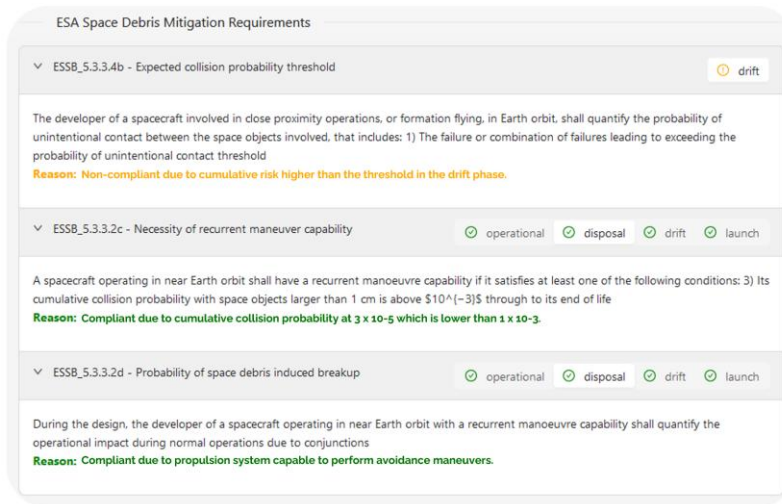 ESA Space Debris Mitigation Requirements
ESSB_5.3.3.4b - Expected collision probability threshold
drift
The developer of a spacecraft involved in close proximity operations, or formation flying, in Earth orbit, shall quantify the probability of
unintentional contact between the space objects involved, that includes: 1) The failure or combination of failures leading to exceeding the
probability of unintentional contact threshold
Reason: Non-compliant due to cumulative risk higher than the threshold in the drift phase.
ESSB_5.3.3.2c - Necessity of recurrent maneuver capability
operational disposal drift launch
A spacecraft operating in near Earth orbit shall have a recurrent manoeuvre capability if it satisfies at least one of the following conditions: 3) Its
cumulative collision probability with space objects larger than 1 cm is above $10^{−3}$ through to its end of life
Reason: Compliant due to cumulative collision probability at 3 x 10-5 which is lower than 1 x 10-3.
ESSB_5.3.3.2d - Probability of space debris induced breakup
operational disposal drift launch
During the design, the developer of a spacecraft operating in near Earth orbit with a recurrent manoeuvre capability shall quantify the
operational impact during normal operations due to conjunctions
Reason: Compliant due to propulsion system capable to perform avoidance maneuvers.